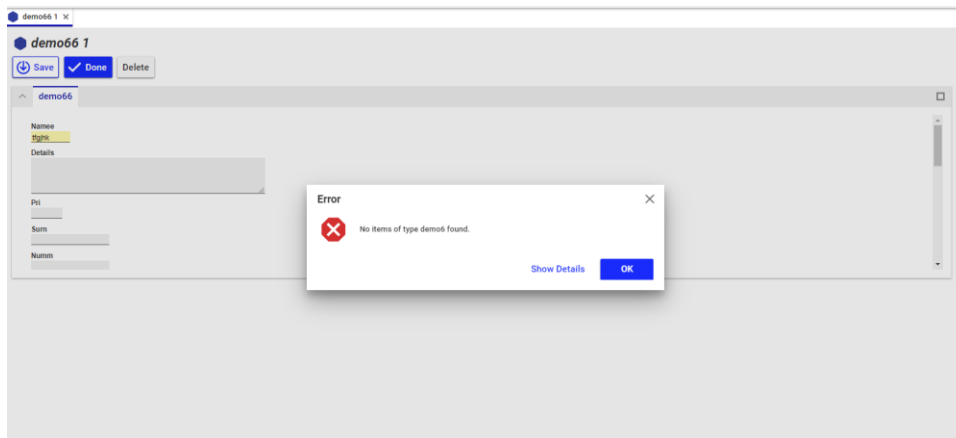 demo66 1
demo66 1
Save Done Delete
demo66
Namee
tfghk
Details
Pri
Sum
Numm
Error
No items of type demo6 found.
Show Details OK